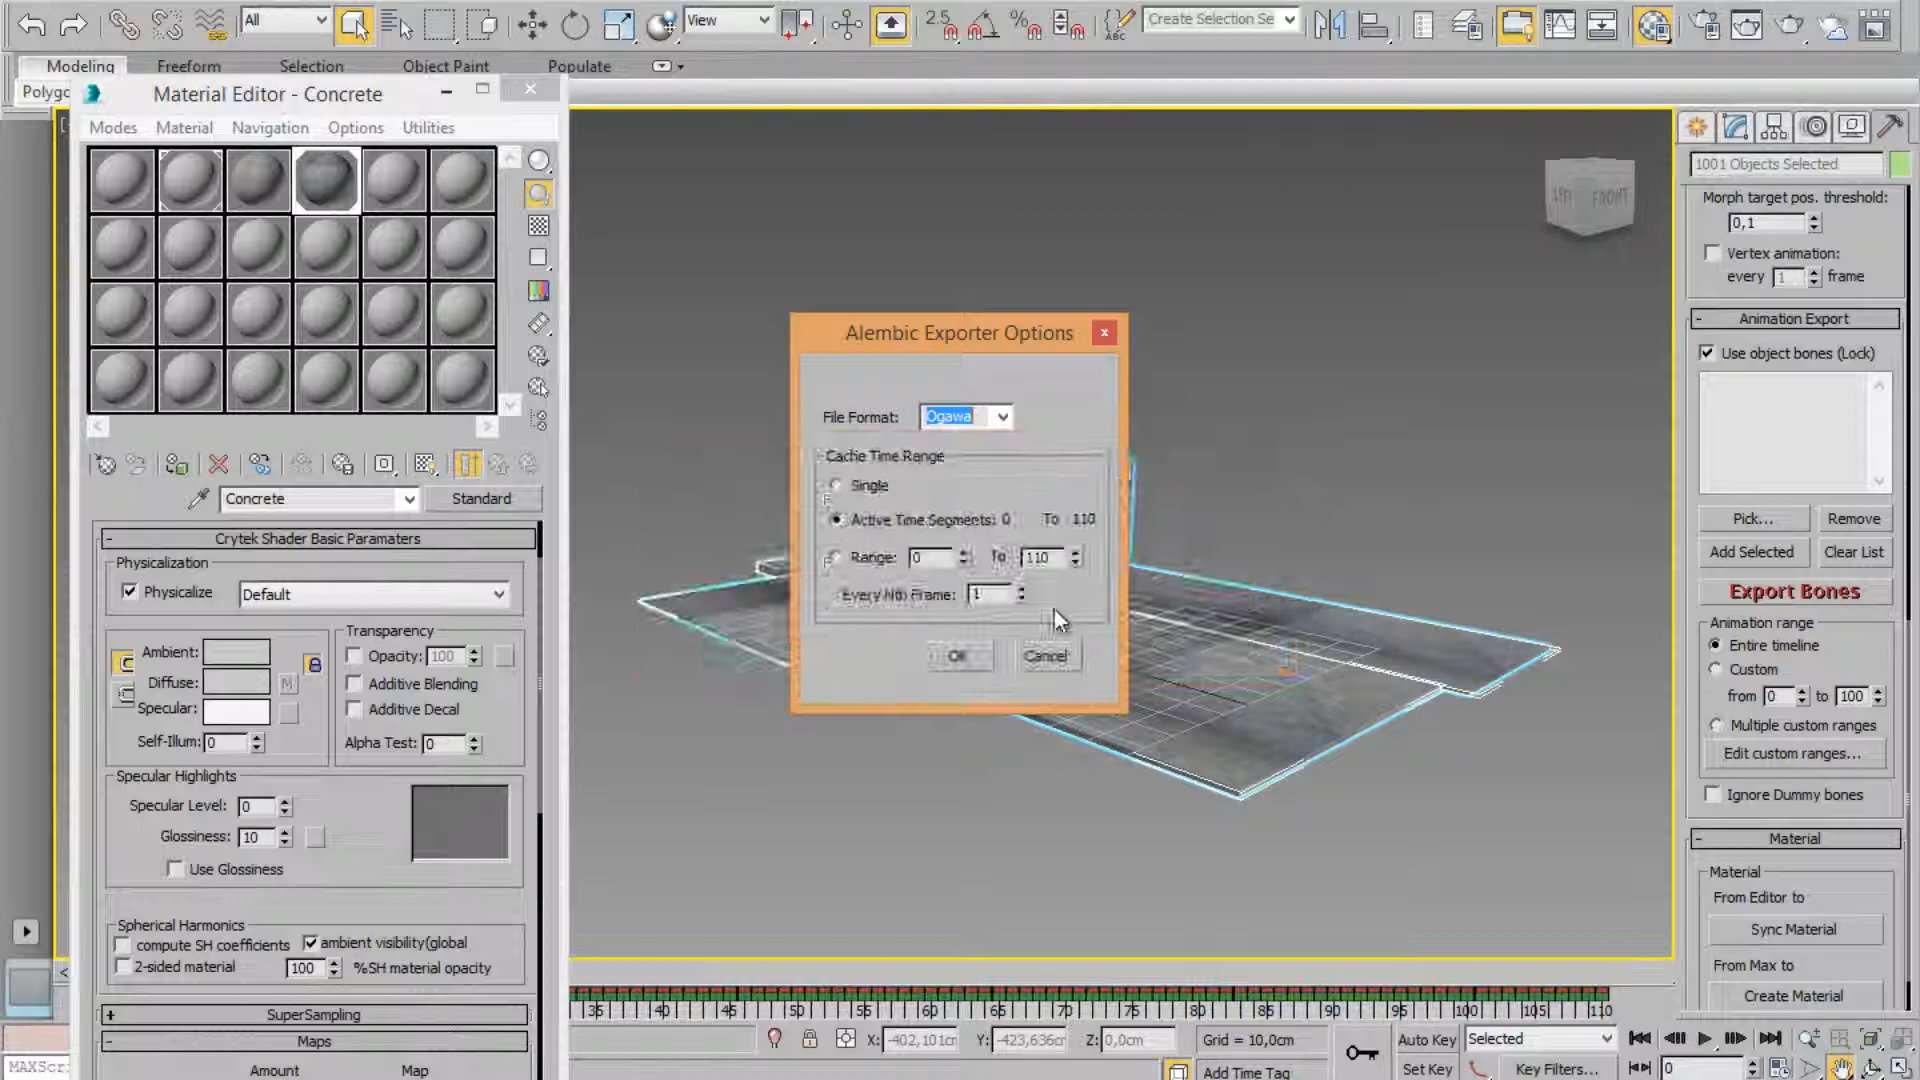 All
View
2.5
Create Selection Se
ABC
Modeling
Freeform
Selection
Object Paint
Populate
Polygo
Material Editor - Concrete
Modes
Material
Navigation
Options
Utilities
Concrete
Standard
Crytek Shader Basic Paramaters
Physicalization
Physicalize
Default
Ambient:
Diffuse:
M
Specular:
Self-Illum:
0
Transparency
Opacity:
100
Additive Blending
Additive Decal
Alpha Test:
0
Specular Highlights
Specular Level:
0
Glossiness:
10
Use Glossiness
Spherical Harmonics
compute SH coefficients
ambient visibility(global
2-sided material
100
%SH material opacity
+ SuperSampling
- Maps
Amount
Map
Alembic Exporter Options
x
File Format:
Ogawa
Cache Time Range
Single
Active Time Segments: 0 To 110
Range:
0
To
110
Every Nth Frame:
1
OK
Cancel
FRONT
1001 Objects Selected
Morph target pos. threshold:
0,1
Vertex animation:
every 1 frame
- Animation Export
Use object bones (Lock)
Pick...
Remove
Add Selected
Clear List
Export Bones
Animation range
Entire timeline
Custom
from 0 to 100
Multiple custom ranges
Edit custom ranges...
Ignore Dummy bones
- Material
Material
From Editor to
Sync Material
From Max to
Create Material
35 40 45 50 55 60 65 70 75 80 85 90 95 100 105 110
X: -402,101cm
Y: -423,636cm
Z: 0,0cm
Grid = 10,0cm
Auto Key
Selected
MAXScr
Add Time Tag
Set Key
Key Filters...
0